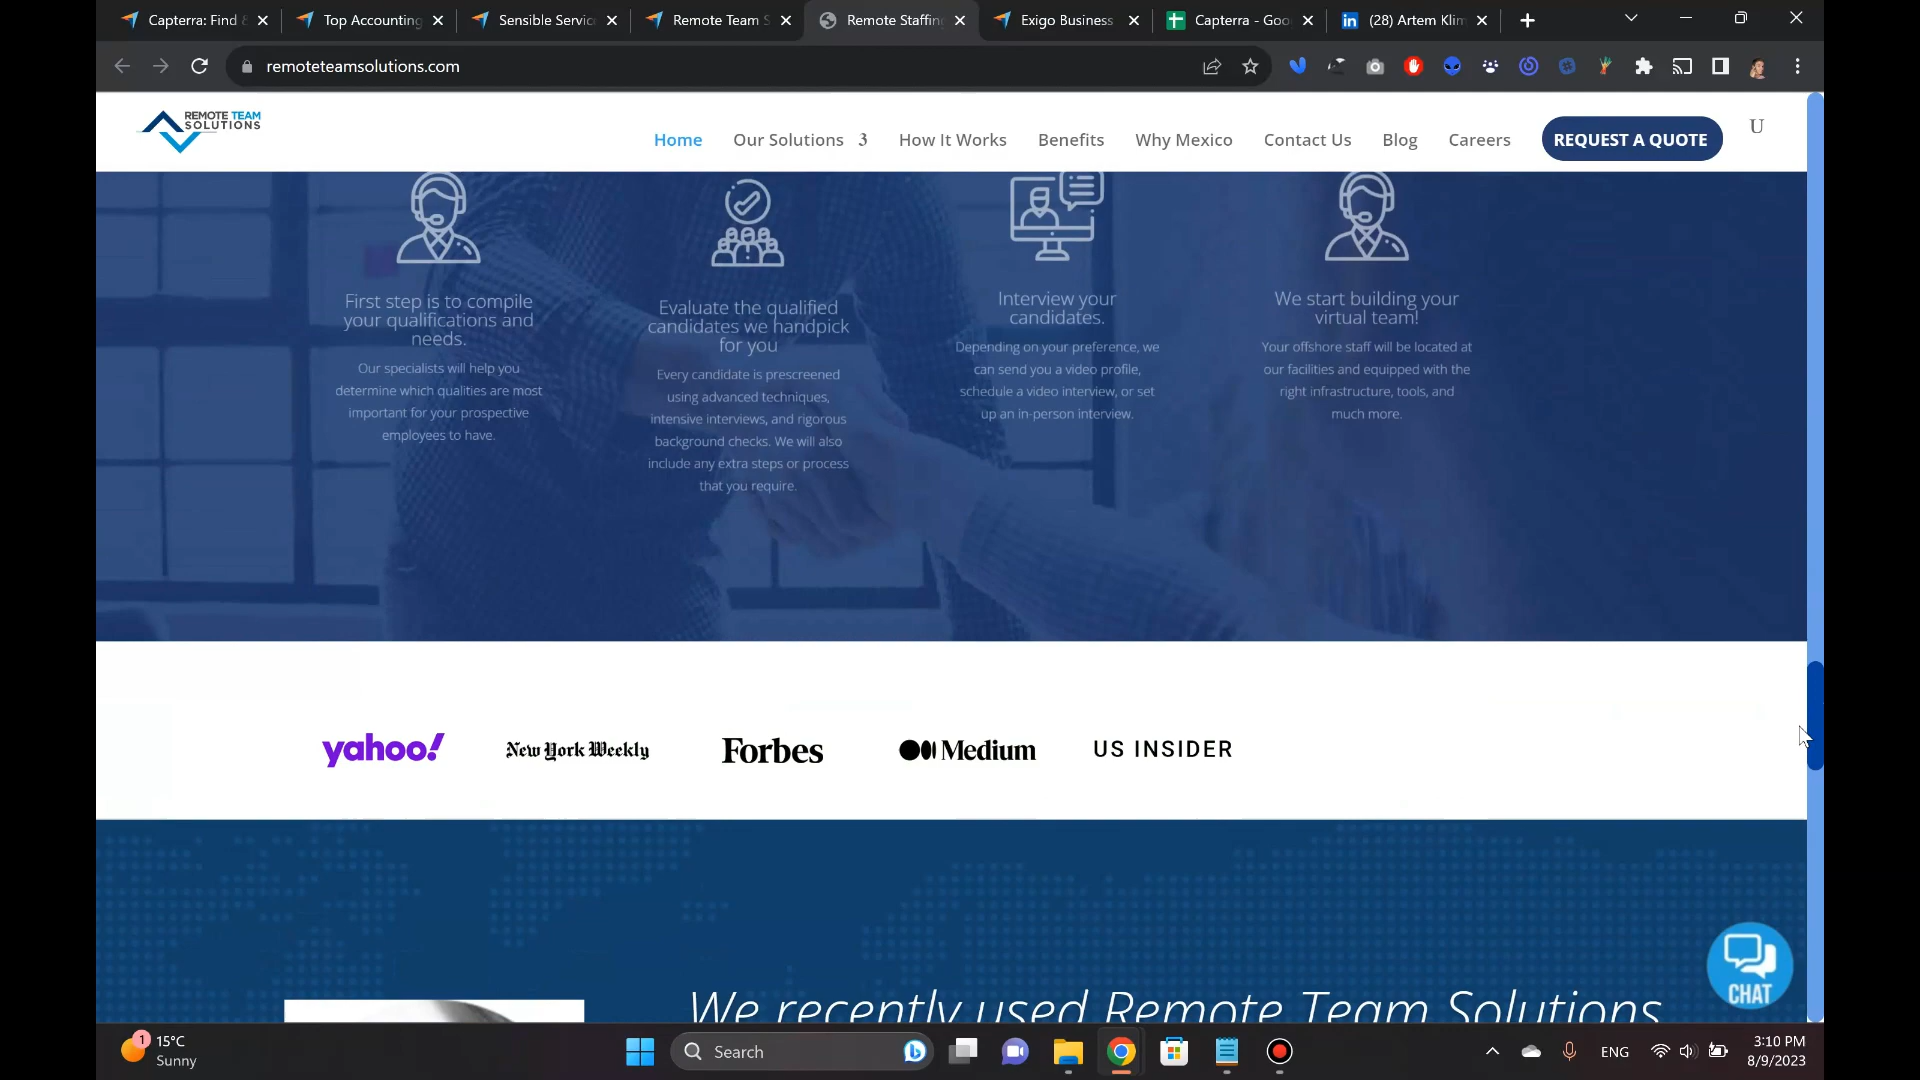 Capterra: Find &
Top Accounting
Sensible Servic
Remote Team S
Remote Staffin
Exigo Business
Capterra - Goo
(28) Artem Klim
remoteteamsolutions.com
REMOTE TEAM
SOLUTIONS
Home
Our Solutions 3
How It Works
Benefits
Why Mexico
Contact Us
Blog
Careers
REQUEST A QUOTE
U
First step is to compile
your qualifications and
needs.
Our specialists will help you
determine which qualities are most
important for your prospective
employees to have.
Evaluate the qualified
candidates we handpick
for you
Every candidate is prescreened
using advanced techniques,
intensive interviews, and rigorous
background checks. We will also
include any extra steps or process
that you require.
Interview your
candidates.
Depending on your preference, we
can send you a video profile,
schedule a video interview, or set
up an in-person interview.
We start building your
virtual team!
Your offshore staff will be located at
our facilities and equipped with the
right infrastructure, tools, and
much more.
yahoo!
New York Weekly
Forbes
Medium
US INSIDER
We recently used Remote Team Solutions
CHAT
1
15°C
Sunny
Search
ENG
3:10 PM
8/9/2023